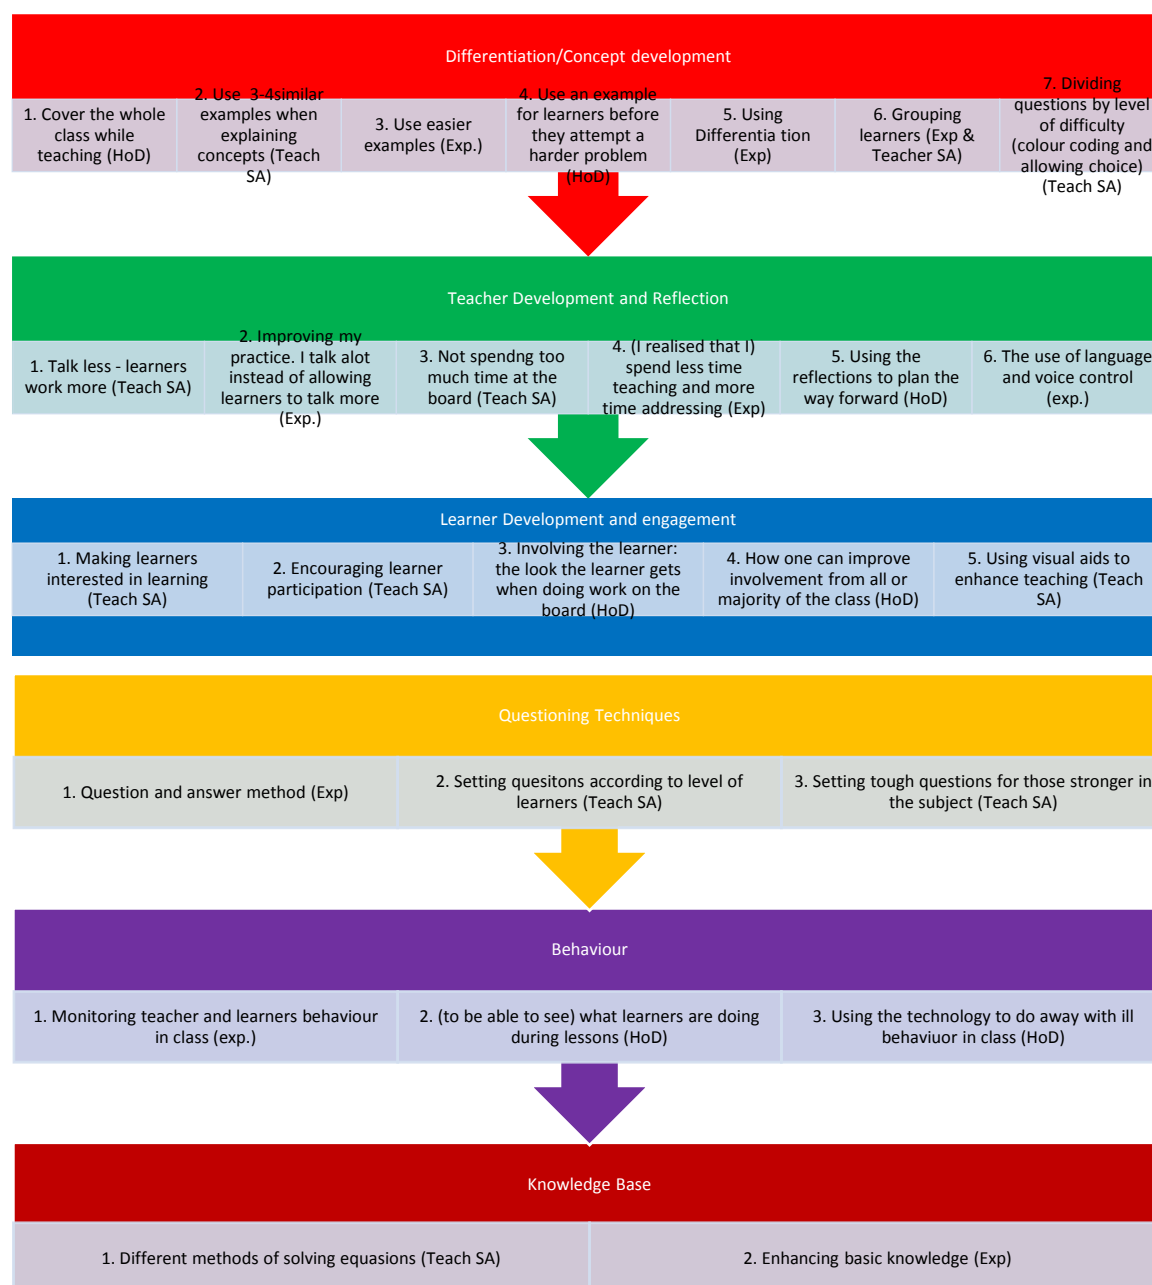 Differentiation/Concept development
1. Cover the whole
class while
teaching (HoD)
2. Use 3-4similar
examples when
explaining
concepts (Teach
SA)
3. Use easier
examples (Exp.)
4. Use an example
for learners before
they attempt a
harder problem
(HoD)
5. Using
Differentia tion
(Exp)
6. Grouping
learners (Exp &
Teacher SA)
7. Dividing
questions by level
of difficulty
(colour coding and
allowing choice)
(Teach SA)
Teacher Development and Reflection
1. Talk less - learners
work more (Teach SA)
2. Improving my
practice. I talk alot
instead of allowing
learners to talk more
(Exp.)
3. Not spendng too
much time at the
board (Teach SA)
4. (I realised that I)
spend less time
teaching and more
time addressing (Exp)
5. Using the
reflections to plan the
way forward (HoD)
6. The use of language
and voice control
(exp.)
Learner Development and engagement
1. Making learners
interested in learning
(Teach SA)
2. Encouraging learner
participation (Teach SA)
3. Involving the learner:
the look the learner gets
when doing work on the
board (HoD)
4. How one can improve
involvement from all or
majority of the class (HoD)
5. Using visual aids to
enhance teaching (Teach
SA)
Questioning Techniques
1. Question and answer method (Exp)
2. Setting quesitons according to level of
learners (Teach SA)
3. Setting tough questions for those stronger in
the subject (Teach SA)
Behaviour
1. Monitoring teacher and learners behaviour
in class (exp.)
2. (to be able to see) what learners are doing
during lessons (HoD)
3. Using the technology to do away with ill
behaviuor in class (HoD)
Knowledge Base
1. Different methods of solving equasions (Teach SA)
2. Enhancing basic knowledge (Exp)